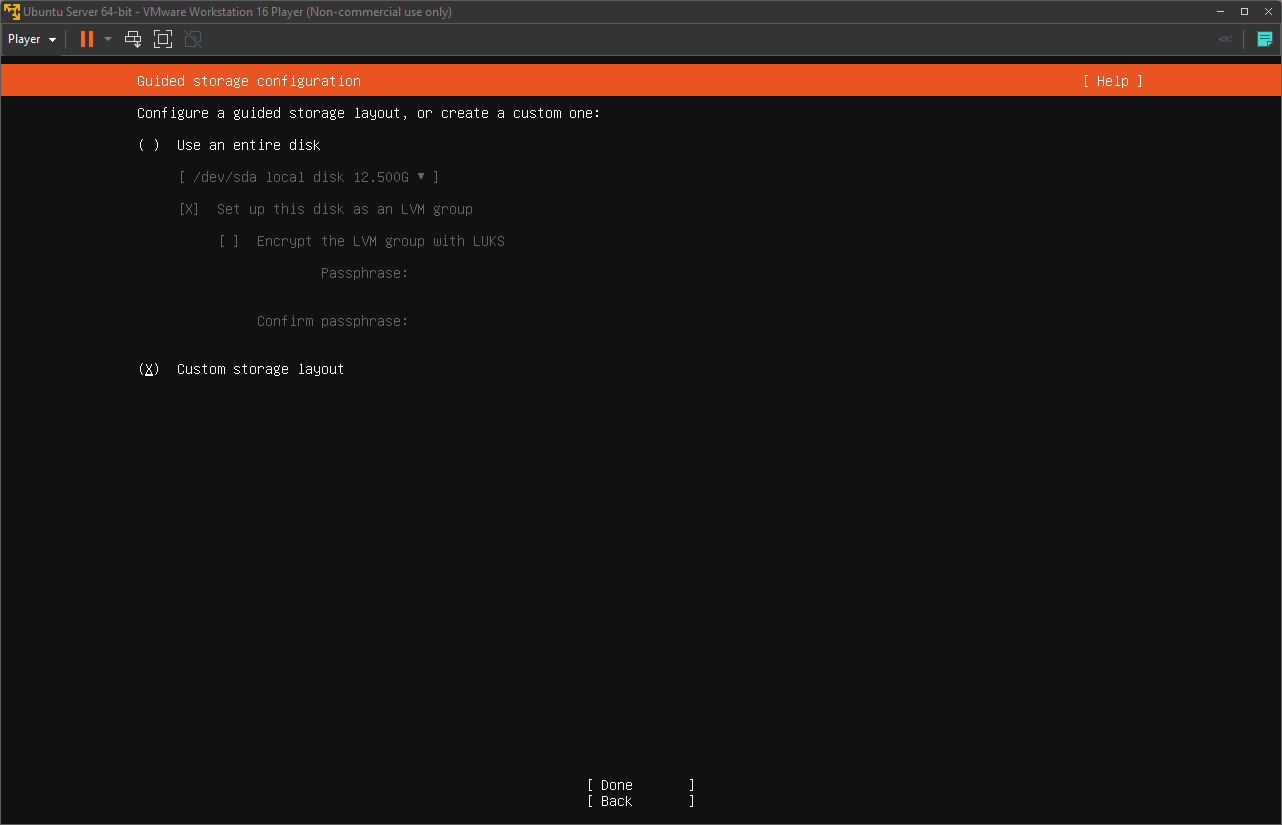 Ubuntu Server 64-bit - VMware Workstation 16 Player (Non-commercial use only)
Player
Guided storage configuration [ Help ]
Configure a guided storage layout, or create a custom one:
( ) Use an entire disk
[ /dev/sda local disk 12.500G ▾ ]
[X] Set up this disk as an LVM group
[ ] Encrypt the LVM group with LUKS
Passphrase:
Confirm passphrase:
(X) Custom storage layout
[ Done ]
[ Back ]